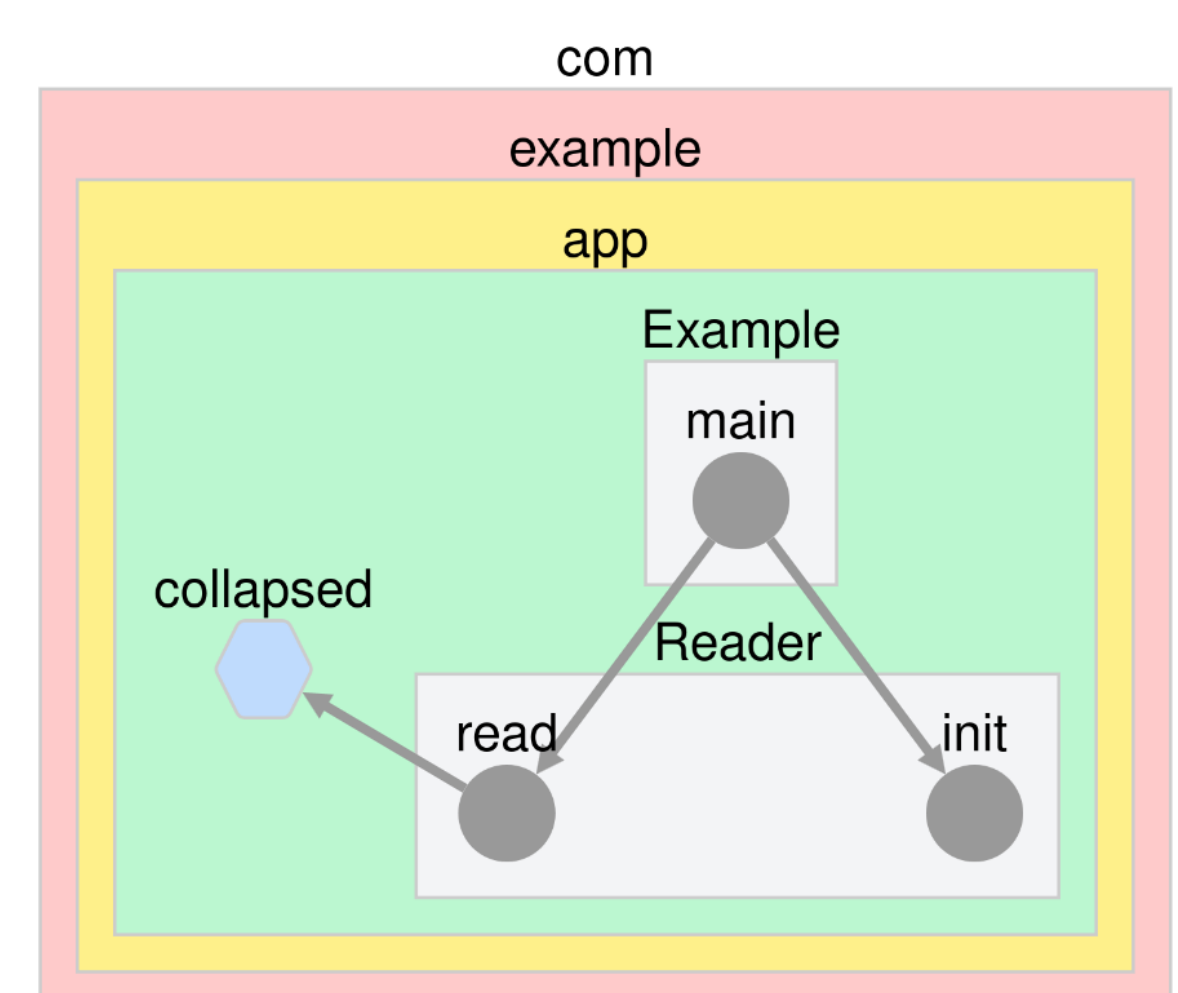 com
example
app
Example
main
collapsed
Reader
read
init